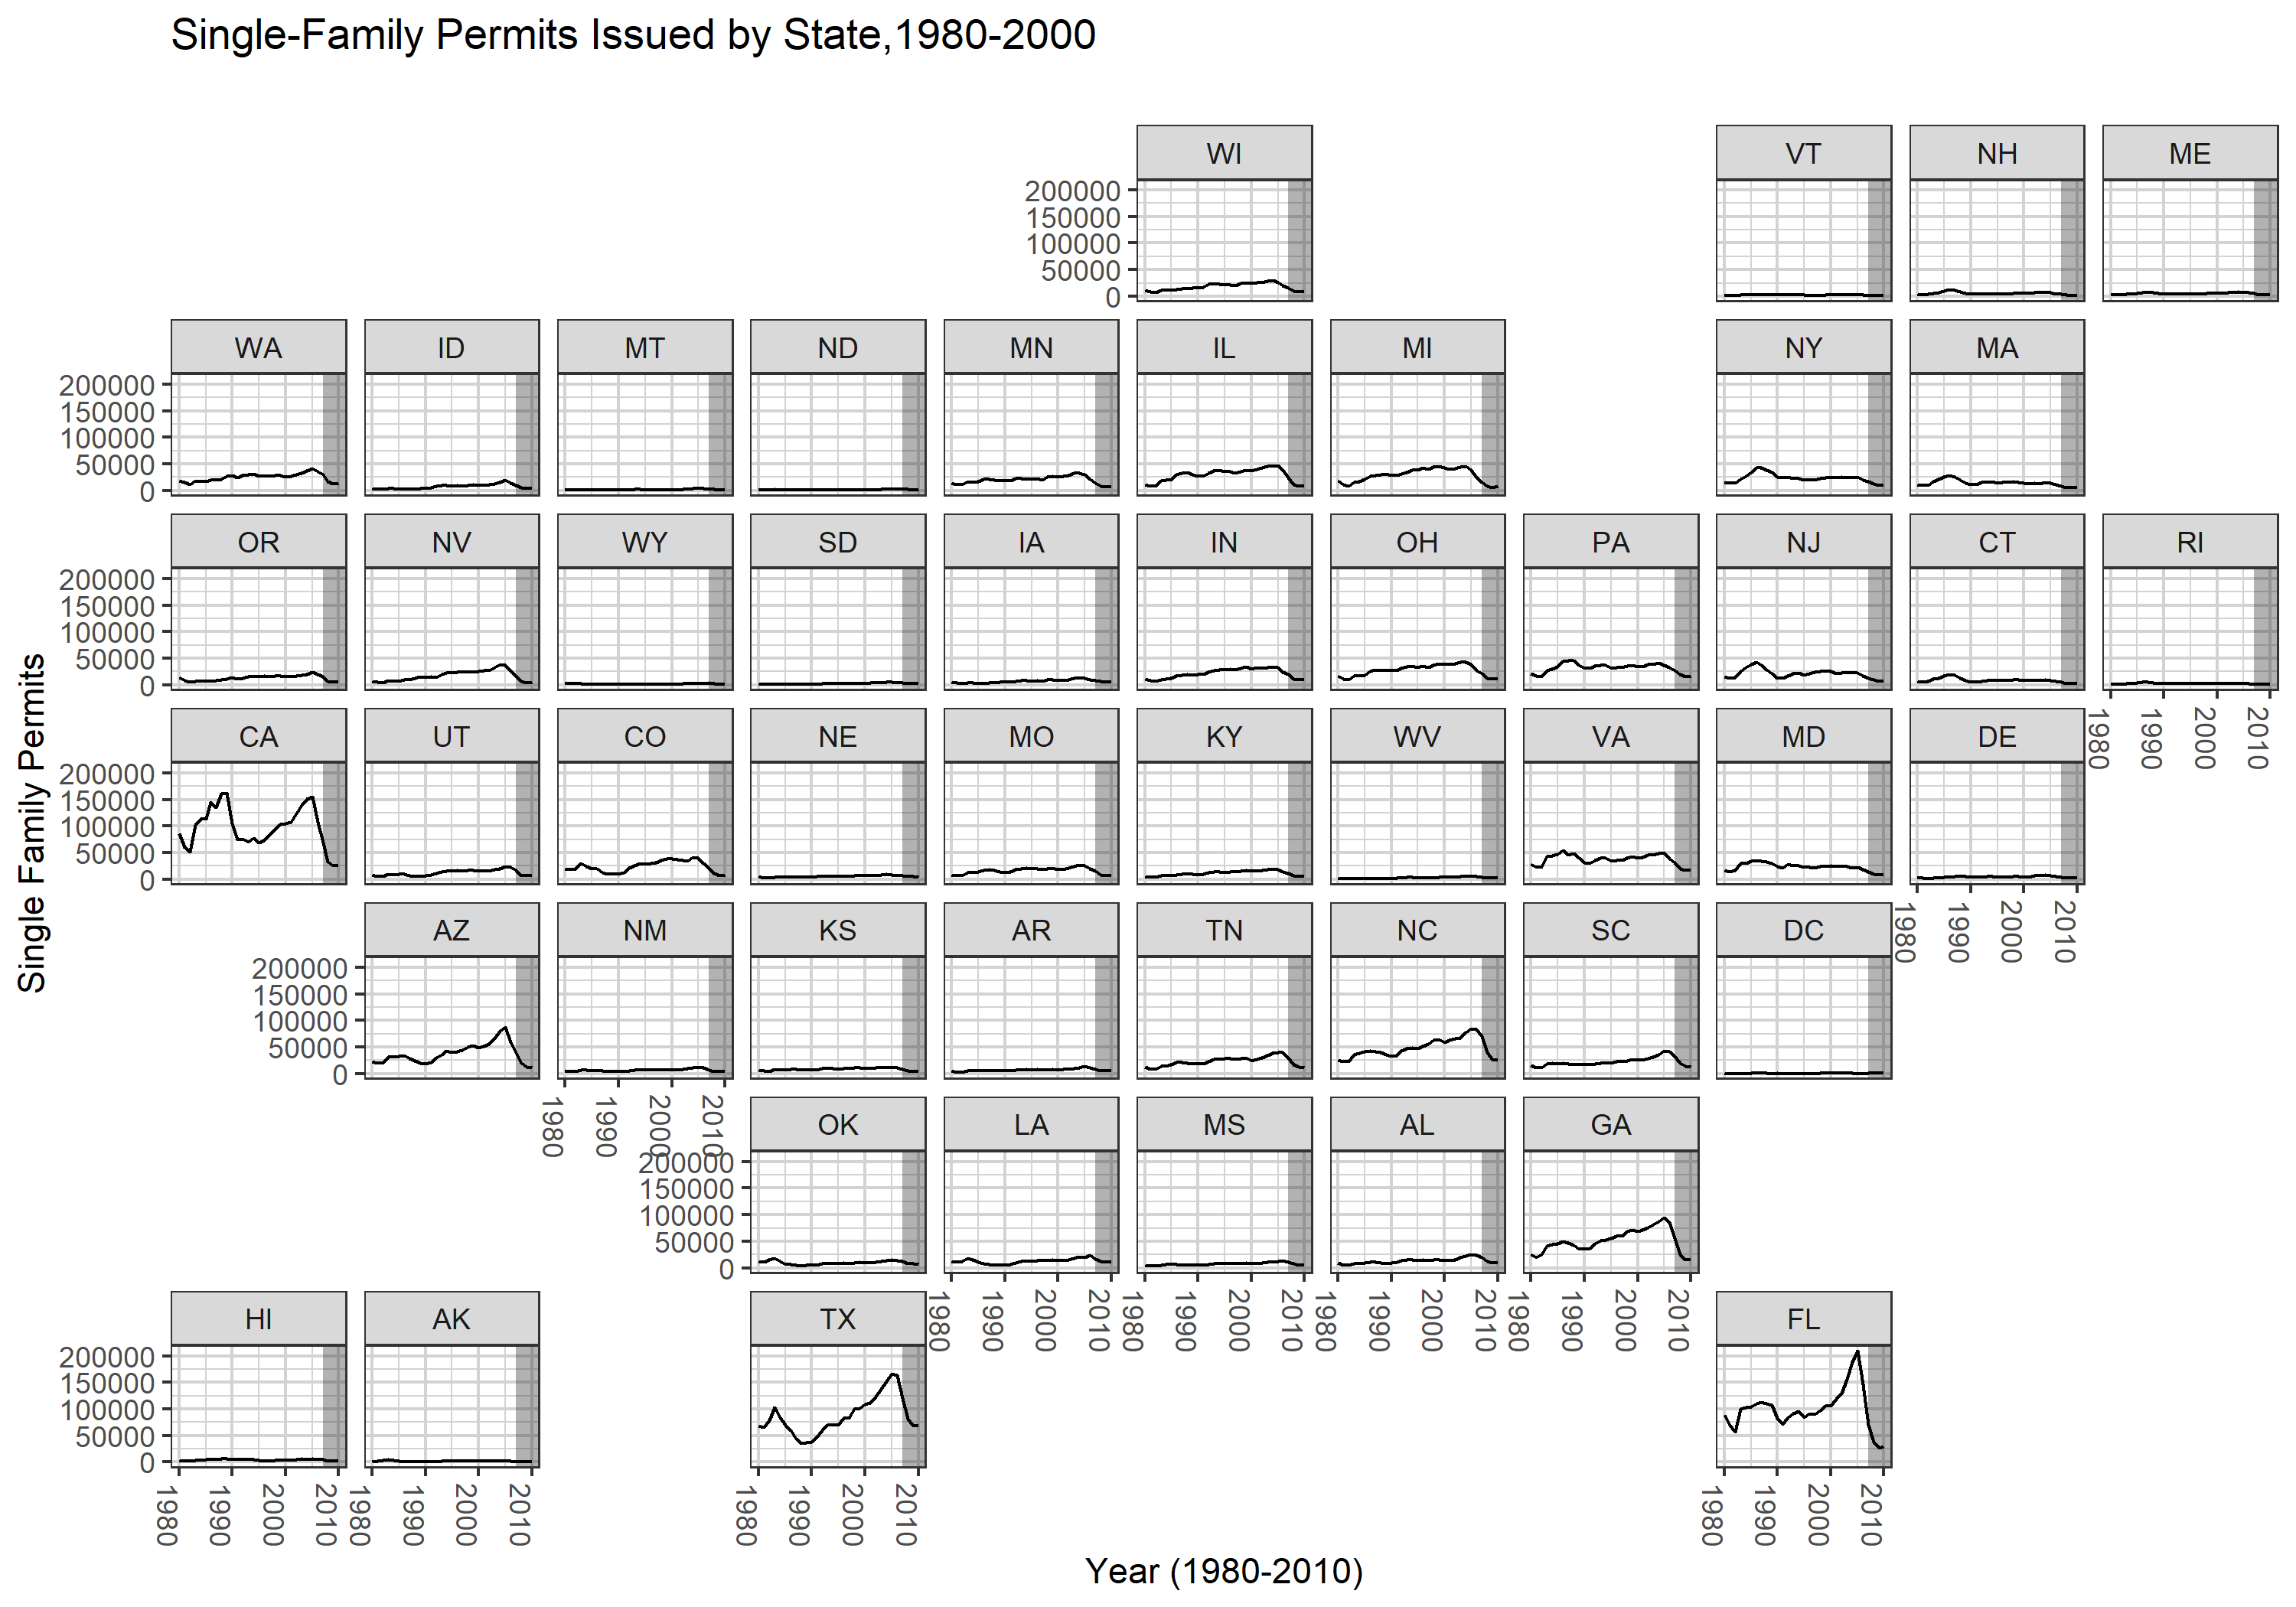 Single-Family Permits Issued by State,1980-2000
WI VT NH ME
200000
150000
100000
50000
0
WA ID MT ND MN IL MI NY MA
200000
150000
100000
50000
0
OR NV WY SD IA IN OH PA NJ CT RI
200000
150000
100000
50000
0
1980 1990 2000 2010
CA UT CO NE MO KY WV VA MD DE
200000
150000
100000
50000
0
1980 1990 2000 2010
AZ NM KS AR TN NC SC DC
200000
150000
100000
50000
0
1980 1990 2000 2010
OK LA MS AL GA
200000
150000
100000
50000
0
1980 1990 2000 2010 1980 1990 2000 2010 1980 1990 2000 2010 1980 1990 2000 2010
HI AK TX FL
200000
150000
100000
50000
0
1980 1990 2000 2010 1980 1990 2000 2010 1980 1990 2000 2010 1980 1990 2000 2010
Single Family Permits
Year (1980-2010)